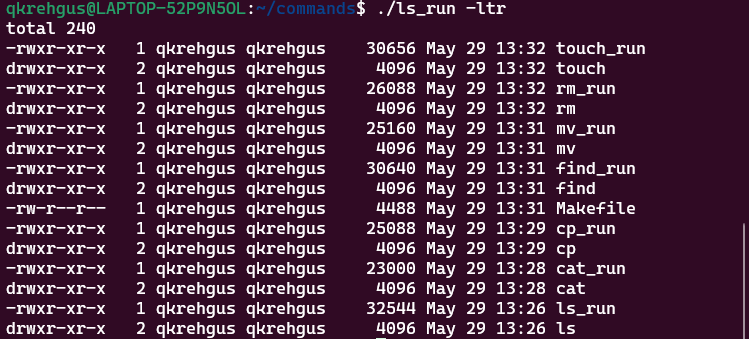 qkrehgus@LAPTOP-52P9N5OL:~/commands$ ./ls_run -ltr
total 240
-rwxr-xr-x   1 qkrehgus qkrehgus    30656 May 29 13:32 touch_run
drwxr-xr-x   2 qkrehgus qkrehgus     4096 May 29 13:32 touch
-rwxr-xr-x   1 qkrehgus qkrehgus    26088 May 29 13:32 rm_run
drwxr-xr-x   2 qkrehgus qkrehgus     4096 May 29 13:32 rm
-rwxr-xr-x   1 qkrehgus qkrehgus    25160 May 29 13:31 mv_run
drwxr-xr-x   2 qkrehgus qkrehgus     4096 May 29 13:31 mv
-rwxr-xr-x   1 qkrehgus qkrehgus    30640 May 29 13:31 find_run
drwxr-xr-x   2 qkrehgus qkrehgus     4096 May 29 13:31 find
-rw-r--r--   1 qkrehgus qkrehgus     4488 May 29 13:31 Makefile
-rwxr-xr-x   1 qkrehgus qkrehgus    25088 May 29 13:29 cp_run
drwxr-xr-x   2 qkrehgus qkrehgus     4096 May 29 13:29 cp
-rwxr-xr-x   1 qkrehgus qkrehgus    23000 May 29 13:28 cat_run
drwxr-xr-x   2 qkrehgus qkrehgus     4096 May 29 13:28 cat
-rwxr-xr-x   1 qkrehgus qkrehgus    32544 May 29 13:26 ls_run
drwxr-xr-x   2 qkrehgus qkrehgus     4096 May 29 13:26 ls